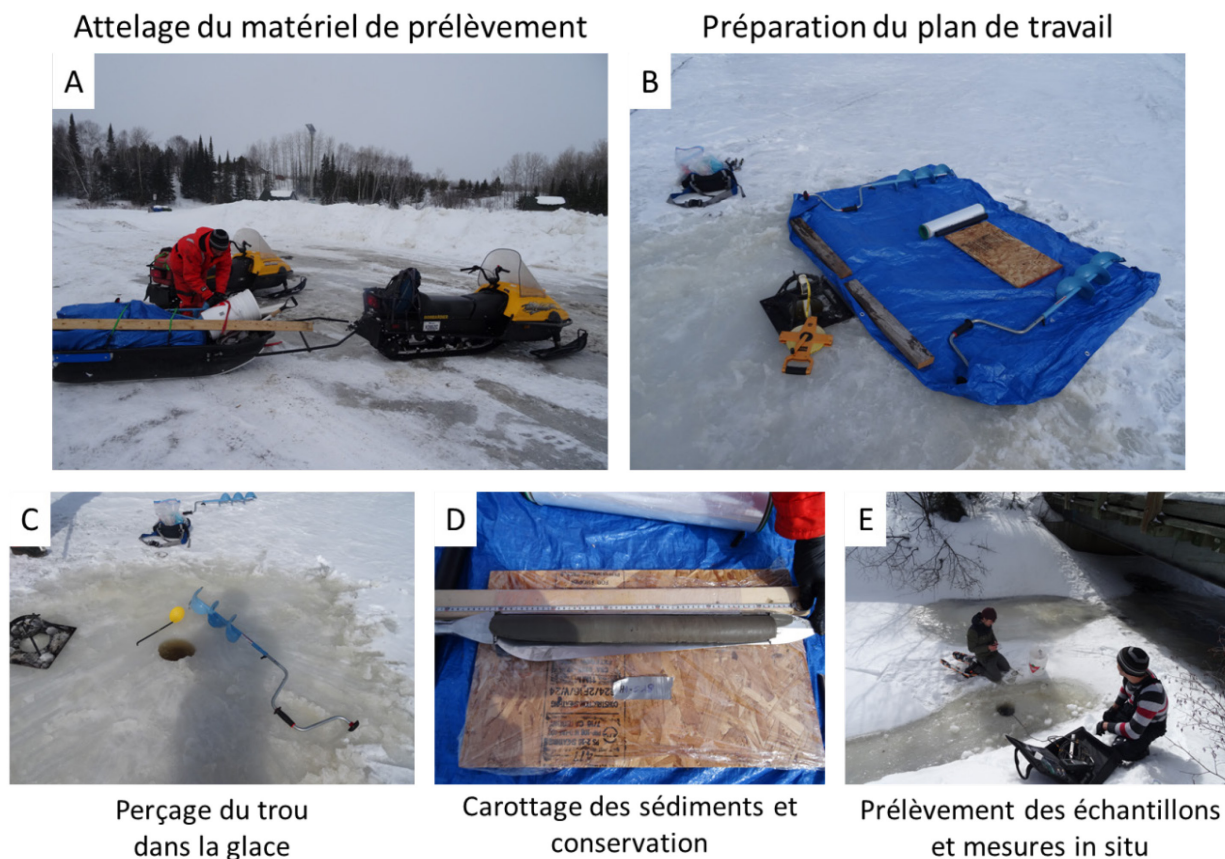 Attelage du matériel de prélèvement
Préparation du plan de travail
A
B
C
D
E
Perçage du trou
dans la glace
Carottage des sédiments et
conservation
Prélèvement des échantillons
et mesures in situ